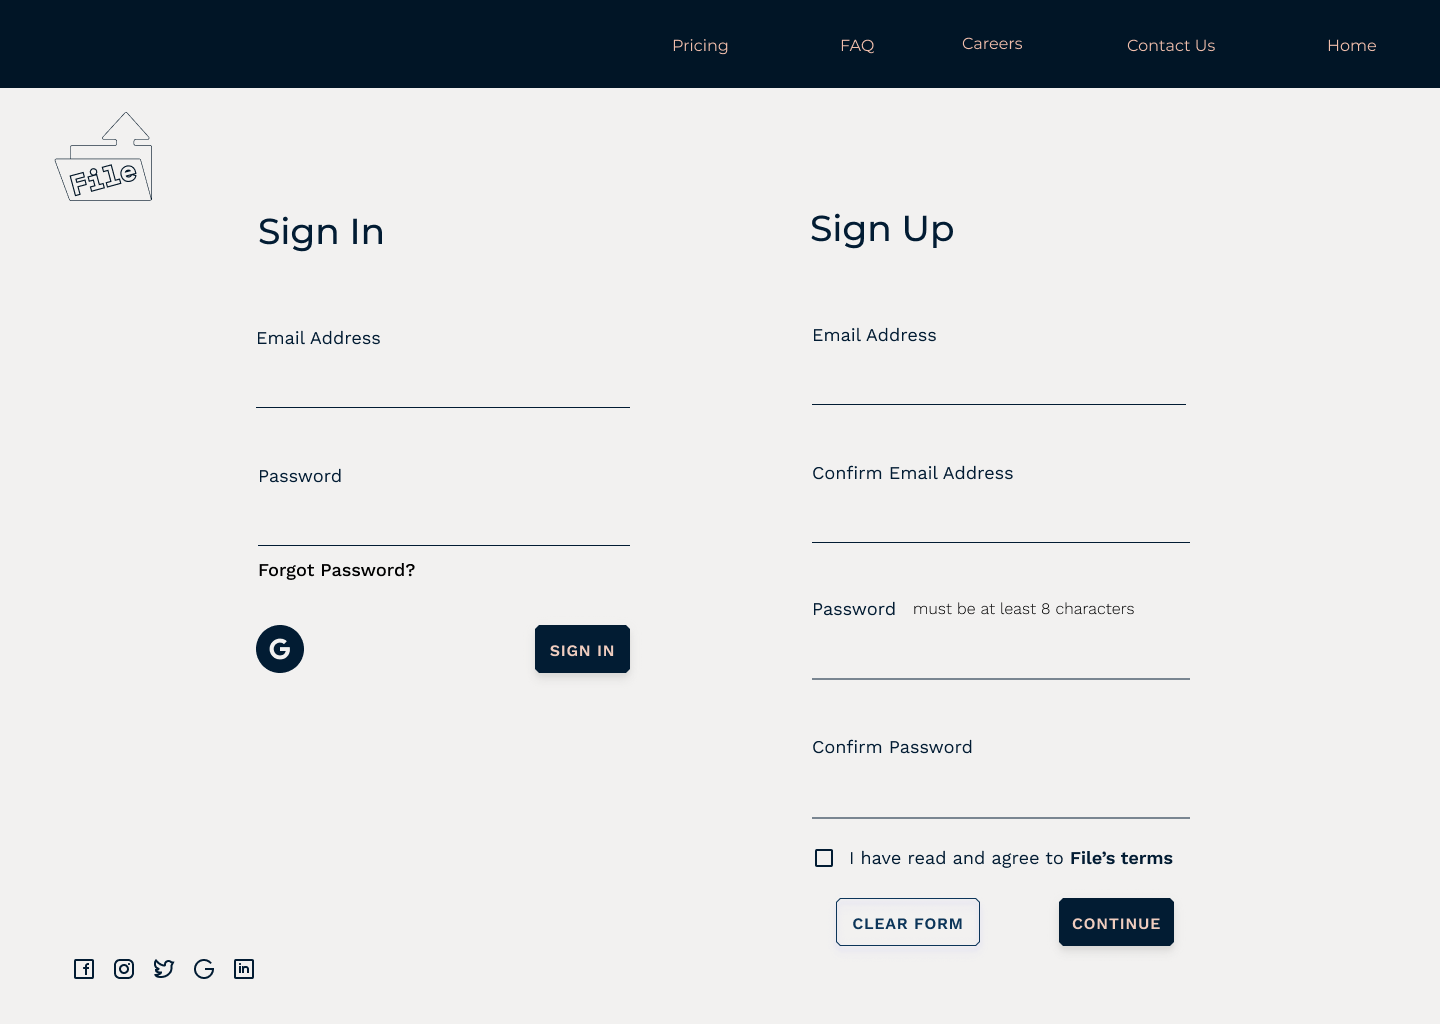 Pricing
FAQ
Careers
Contact Us
Home
File
Sign In
Email Address
Password
Forgot Password?
G
SIGN IN
Sign Up
Email Address
Confirm Email Address
Password must be at least 8 characters
Confirm Password
I have read and agree to File’s terms
CLEAR FORM
CONTINUE